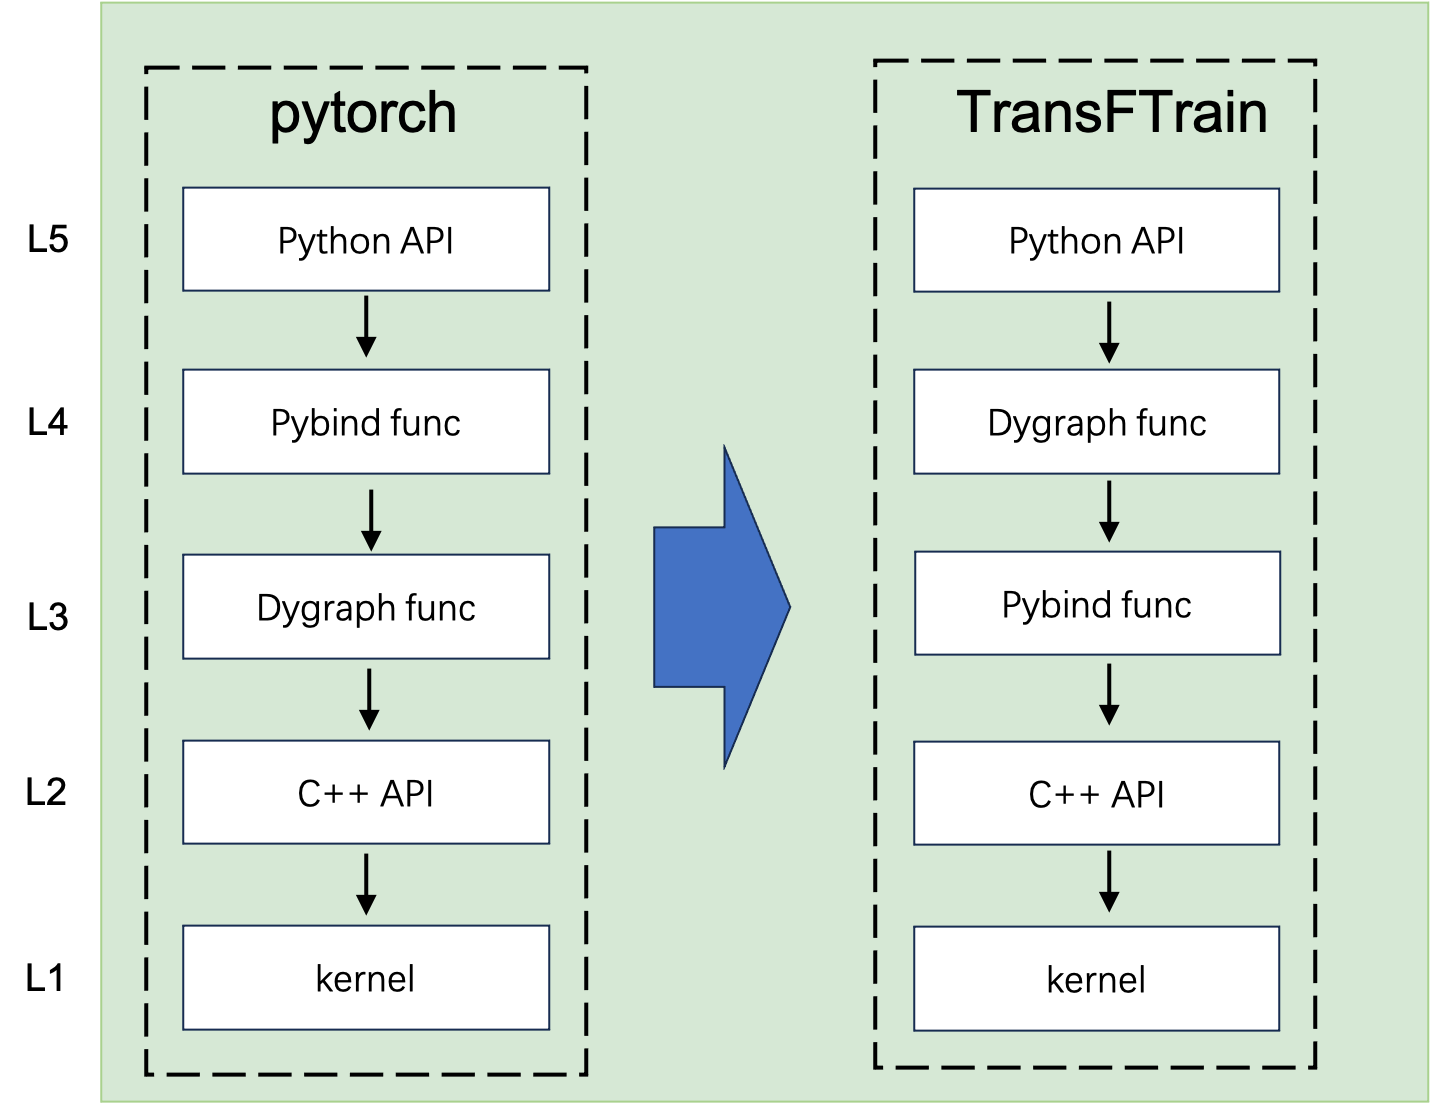 pytorch
TransFTrain
L5
Python API
Python API
L4
Pybind func
Dygraph func
L3
Dygraph func
Pybind func
L2
C++ API
C++ API
L1
kernel
kernel